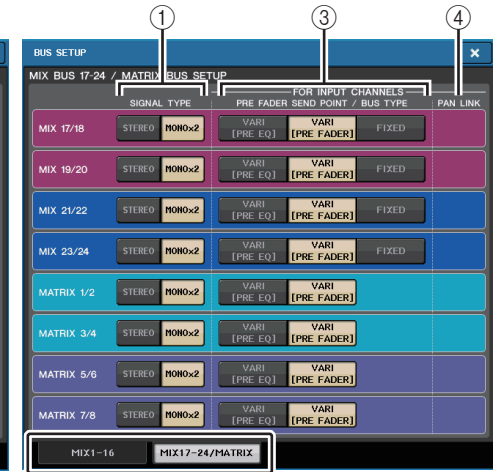 ① ③ ④
BUS SETUP ×
MIX BUS 17-24 / MATRIX BUS SETUP
FOR INPUT CHANNELS
SIGNAL TYPE PRE FADER SEND POINT / BUS TYPE PAN LINK
MIX 17/18 STEREO MONOx2 VARI [PRE EQ] VARI [PRE FADER] FIXED
MIX 19/20 STEREO MONOx2 VARI [PRE EQ] VARI [PRE FADER] FIXED
MIX 21/22 STEREO MONOx2 VARI [PRE EQ] VARI [PRE FADER] FIXED
MIX 23/24 STEREO MONOx2 VARI [PRE EQ] VARI [PRE FADER] FIXED
MATRIX 1/2 STEREO MONOx2 VARI [PRE EQ] VARI [PRE FADER]
MATRIX 3/4 STEREO MONOx2 VARI [PRE EQ] VARI [PRE FADER]
MATRIX 5/6 STEREO MONOx2 VARI [PRE EQ] VARI [PRE FADER]
MATRIX 7/8 STEREO MONOx2 VARI [PRE EQ] VARI [PRE FADER]
MIX1-16 MIX17-24/MATRIX